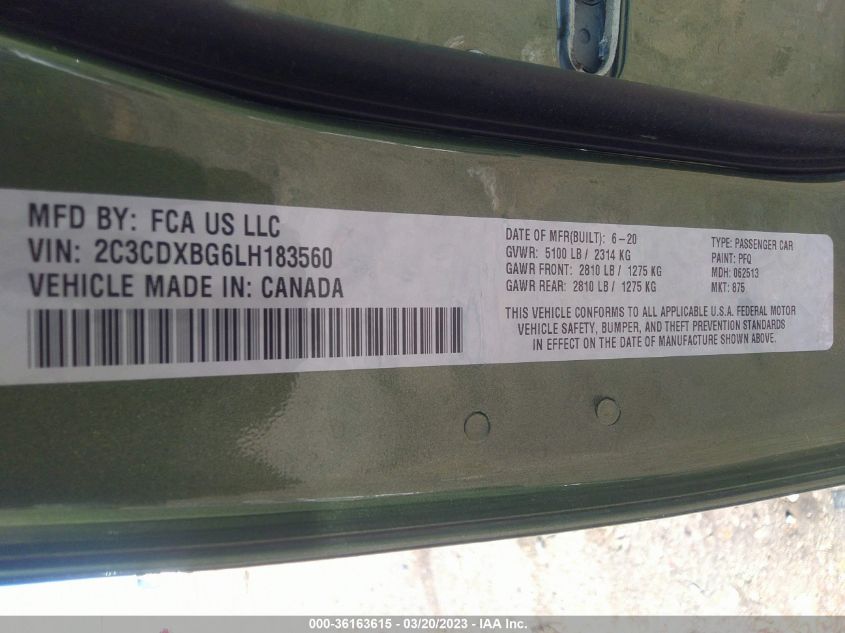 MFD BY: FCA US LLC
VIN: 2C3CDXBG6LH183560
VEHICLE MADE IN: CANADA
DATE OF MFR(BUILT): 6-20
GVWR: 5100 LB / 2314 KG
GAWR FRONT: 2810 LB / 1275 KG
GAWR REAR: 2810 LB / 1275 KG
TYPE: PASSENGER CAR
PAINT: PFQ
MDH: 062513
MKT: 875
THIS VEHICLE CONFORMS TO ALL APPLICABLE U.S.A. FEDERAL MOTOR
VEHICLE SAFETY, BUMPER, AND THEFT PREVENTION STANDARDS
IN EFFECT ON THE DATE OF MANUFACTURE SHOWN ABOVE.
000-36163615 - 03/20/2023 - IAA Inc.